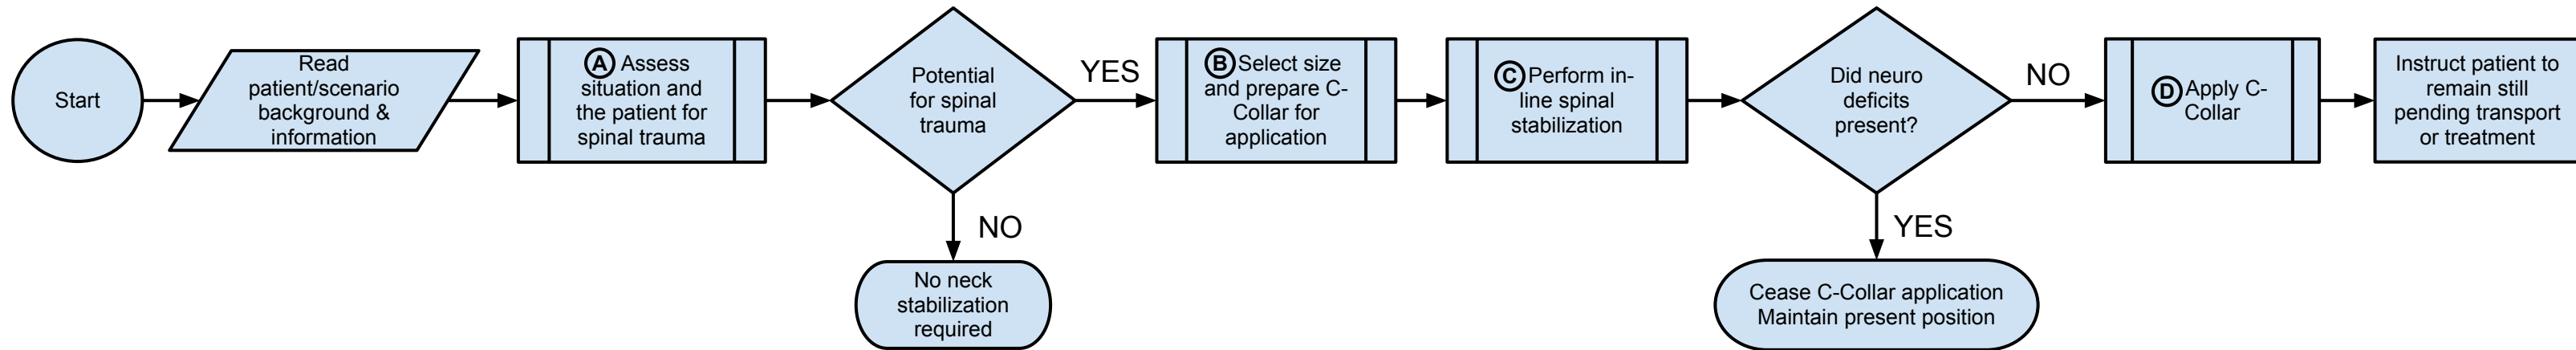 Start
Read
patient/scenario
background &
information
A Assess
situation and
the patient for
spinal trauma
Potential
for spinal
trauma
YES
NO
No neck
stabilization
required
B Select size
and prepare C-
Collar for
application
C Perform in-
line spinal
stabilization
Did neuro
deficits
present?
NO
YES
Cease C-Collar application
Maintain present position
D Apply C-
Collar
Instruct patient to
remain still
pending transport
or treatment